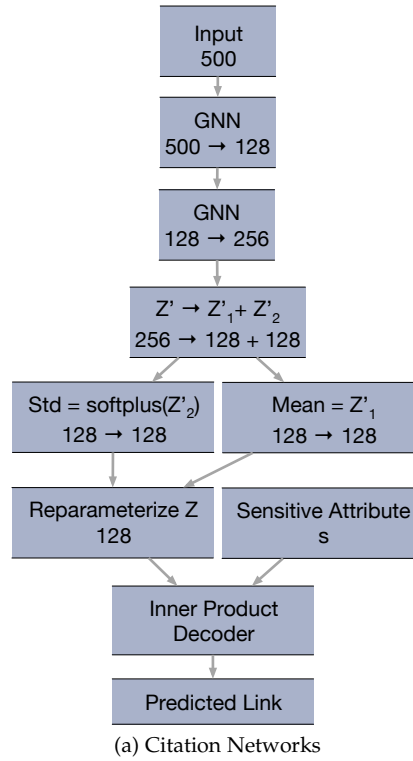 Input
500
GNN
500 → 128
GNN
128 → 256
Z' → Z'₁+ Z'₂
256 → 128 + 128
Std = softplus(Z'₂)
128 → 128
Mean = Z'₁
128 → 128
Reparameterize Z
128
Sensitive Attribute
s
Inner Product
Decoder
Predicted Link
(a) Citation Networks